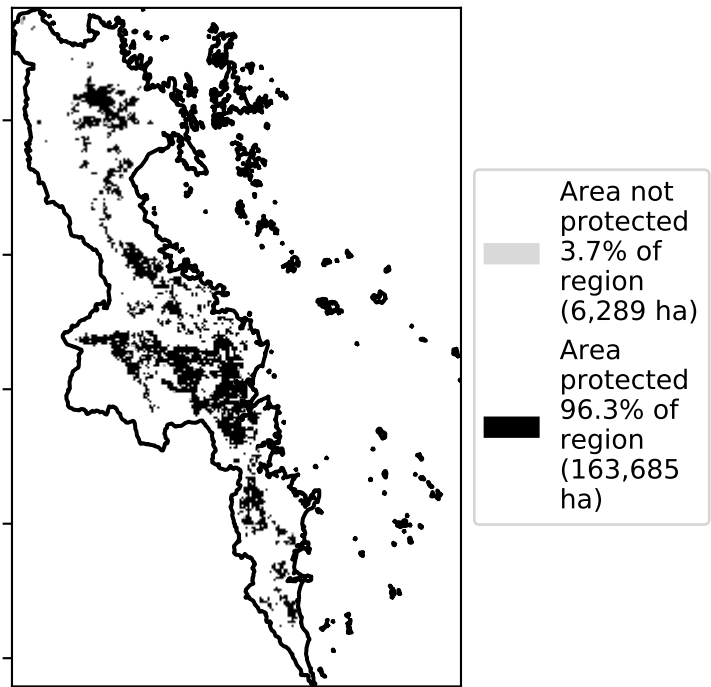 Area not
protected
3.7% of
region
(6,289 ha)
Area
protected
96.3% of
region
(163,685
ha)